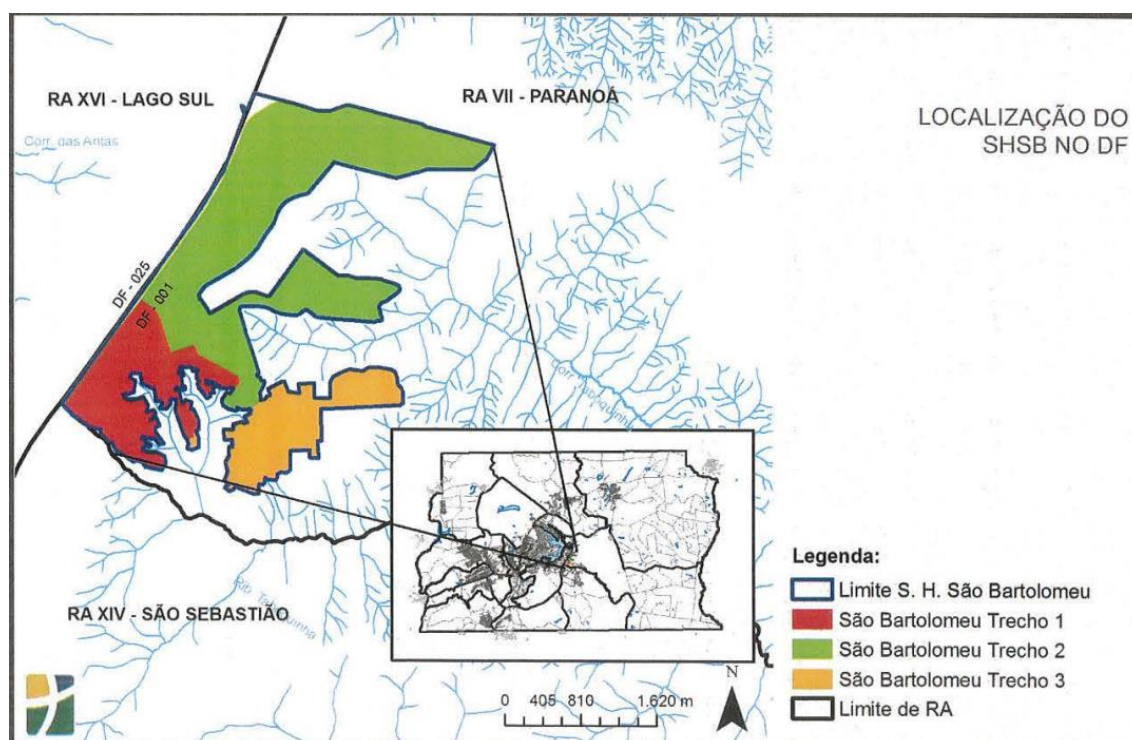 RA XVI - LAGO SUL
RA VII - PARANOÁ
LOCALIZAÇÃO DO
SHSB NO DF
Corr. das Antas
DF - 025
DF - 001
RA XIV - SÃO SEBASTIÃO
Rib.
Corr.
N
0 405 810 1.620 m
Legenda:
Limite S. H. São Bartolomeu
São Bartolomeu Trecho 1
São Bartolomeu Trecho 2
São Bartolomeu Trecho 3
Limite de RA